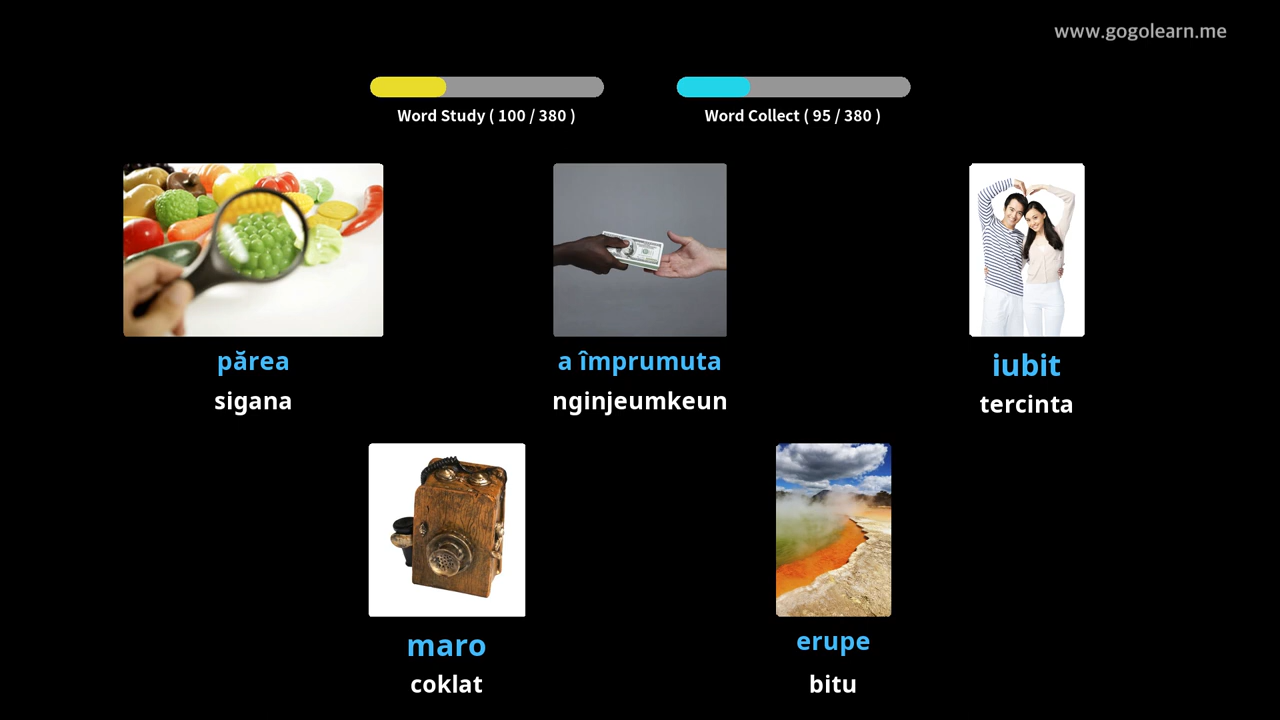 www.gogolearn.me
Word Study ( 100 / 380 )
Word Collect ( 95 / 380 )
părea
sigana
a împrumuta
nginjeumkeun
iubit
tercinta
maro
coklat
erupe
bitu